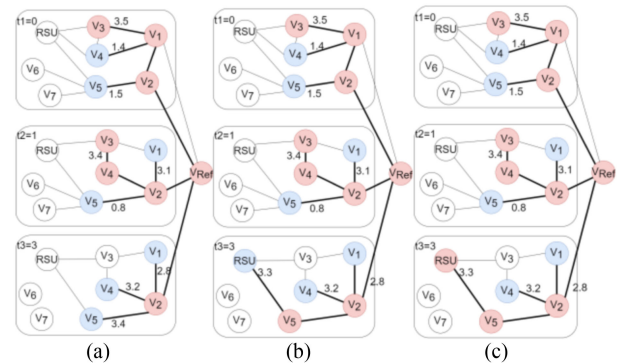 t1=0
RSU
V3
3.5
V1
V4
1.4
V6
V5
V2
V7
1.5
t2=1
RSU
V3
V1
3.4
V4
3.1
V6
V5
V2
V7
0.8
VRef
t3=3
RSU
V3
V1
2.8
V4
3.2
V6
V2
V7
V5
3.4
(a)
t1=0
RSU
V3
3.5
V1
V4
1.4
V6
V5
V2
V7
1.5
t2=1
RSU
V3
V1
3.4
V4
3.1
V6
V5
V2
V7
0.8
VRef
t3=3
RSU
V3
V1
3.3
V4
3.2
2.8
V6
V2
V7
V5
(b)
t1=0
RSU
V3
3.5
V1
V4
1.4
V6
V5
V2
V7
1.5
t2=1
RSU
V3
V1
3.4
V4
3.1
V6
V5
V2
V7
0.8
VRef
t3=3
RSU
V3
V1
3.3
V4
3.2
2.8
V6
V2
V7
V5
(c)